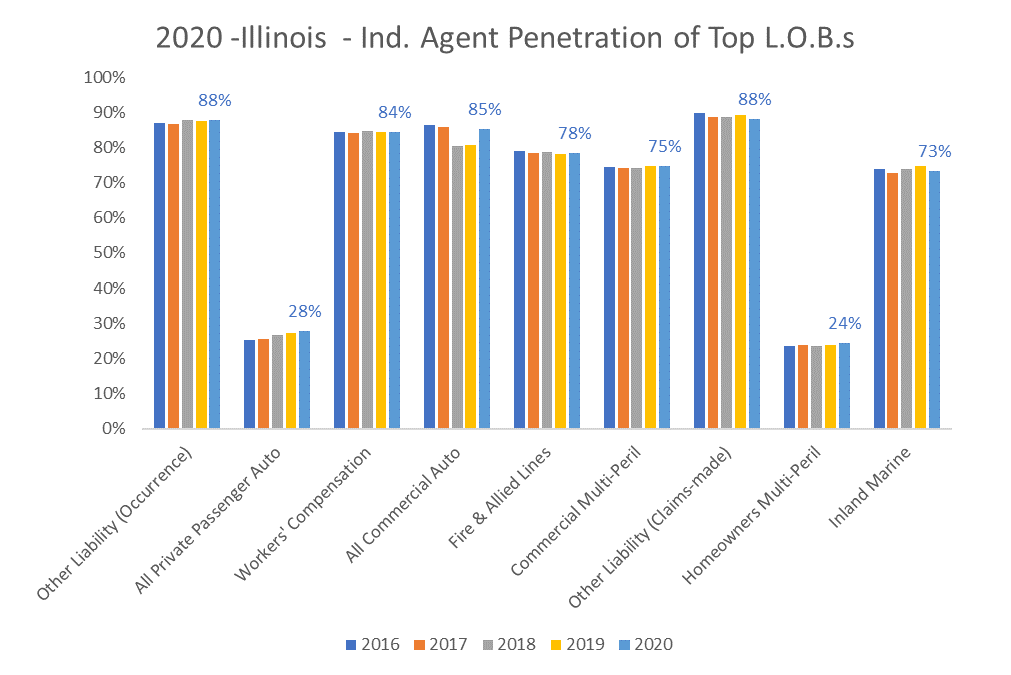 2020 -Illinois  - Ind. Agent Penetration of Top L.O.B.s
100%
90%
80%
70%
60%
50%
40%
30%
20%
10%
0%
88%
28%
84%
85%
78%
75%
88%
24%
73%
Other Liability (Occurrence)
All Private Passenger Auto
Workers' Compensation
All Commercial Auto
Fire & Allied Lines
Commercial Multi-Peril
Other Liability (Claims-made)
Homeowners Multi-Peril
Inland Marine
2016 2017 2018 2019 2020